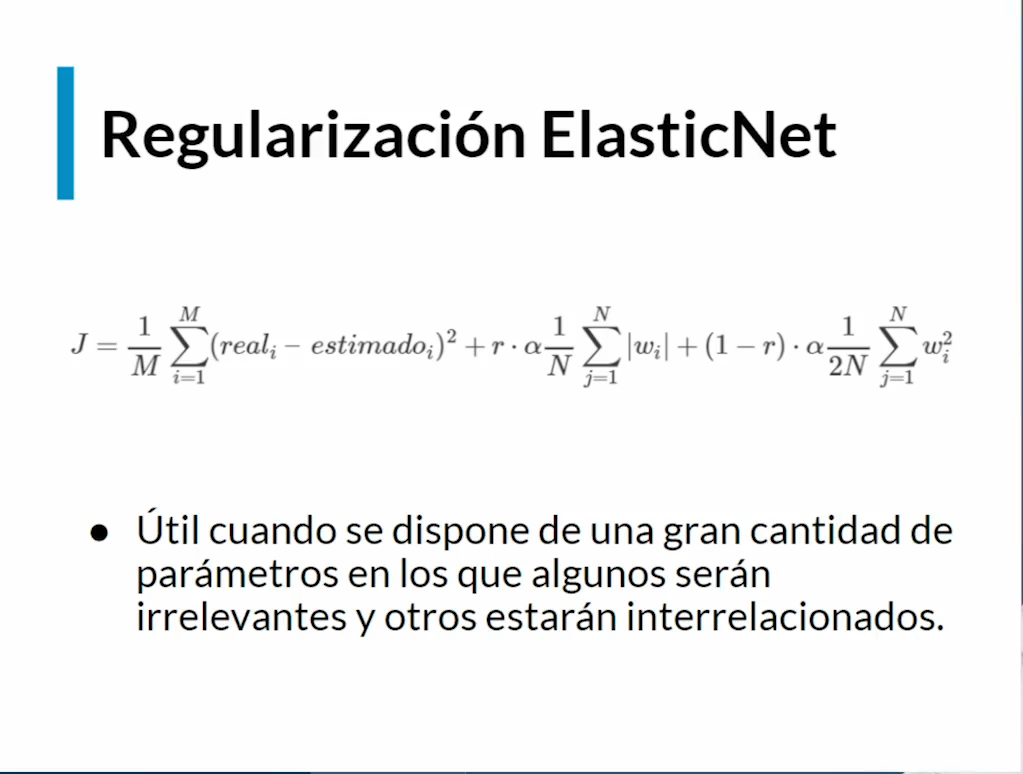 Regularización ElasticNet
J = \frac{1}{M} \sum_{i=1}^{M} (real_i - estimado_i)^2 + r \cdot \alpha \frac{1}{N} \sum_{j=1}^{N} |w_i| + (1 - r) \cdot \alpha \frac{1}{2N} \sum_{j=1}^{N} w_i^2
● Útil cuando se dispone de una gran cantidad de
parámetros en los que algunos serán
irrelevantes y otros estarán interrelacionados.